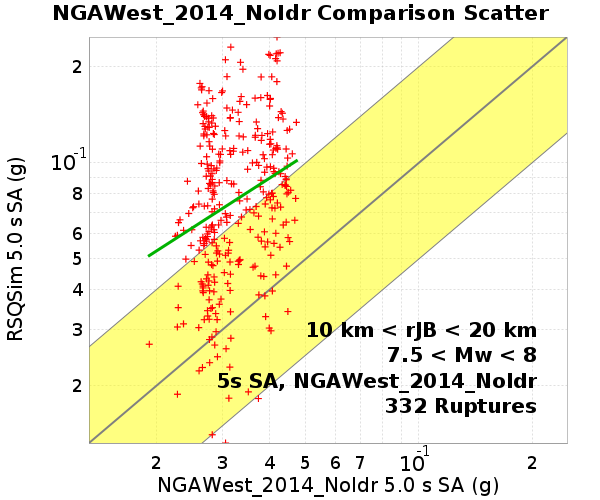 NGAWest_2014_NoIdr Comparison Scatter
RSQSim 5.0 s SA (g)
2
10-1
8
6
5
4
3
2
10 km < rJB < 20 km
7.5 < Mw < 8
5s SA, NGAWest_2014_NoIdr
332 Ruptures
2 3 4 5 6 7 10-1 2
NGAWest_2014_NoIdr 5.0 s SA (g)